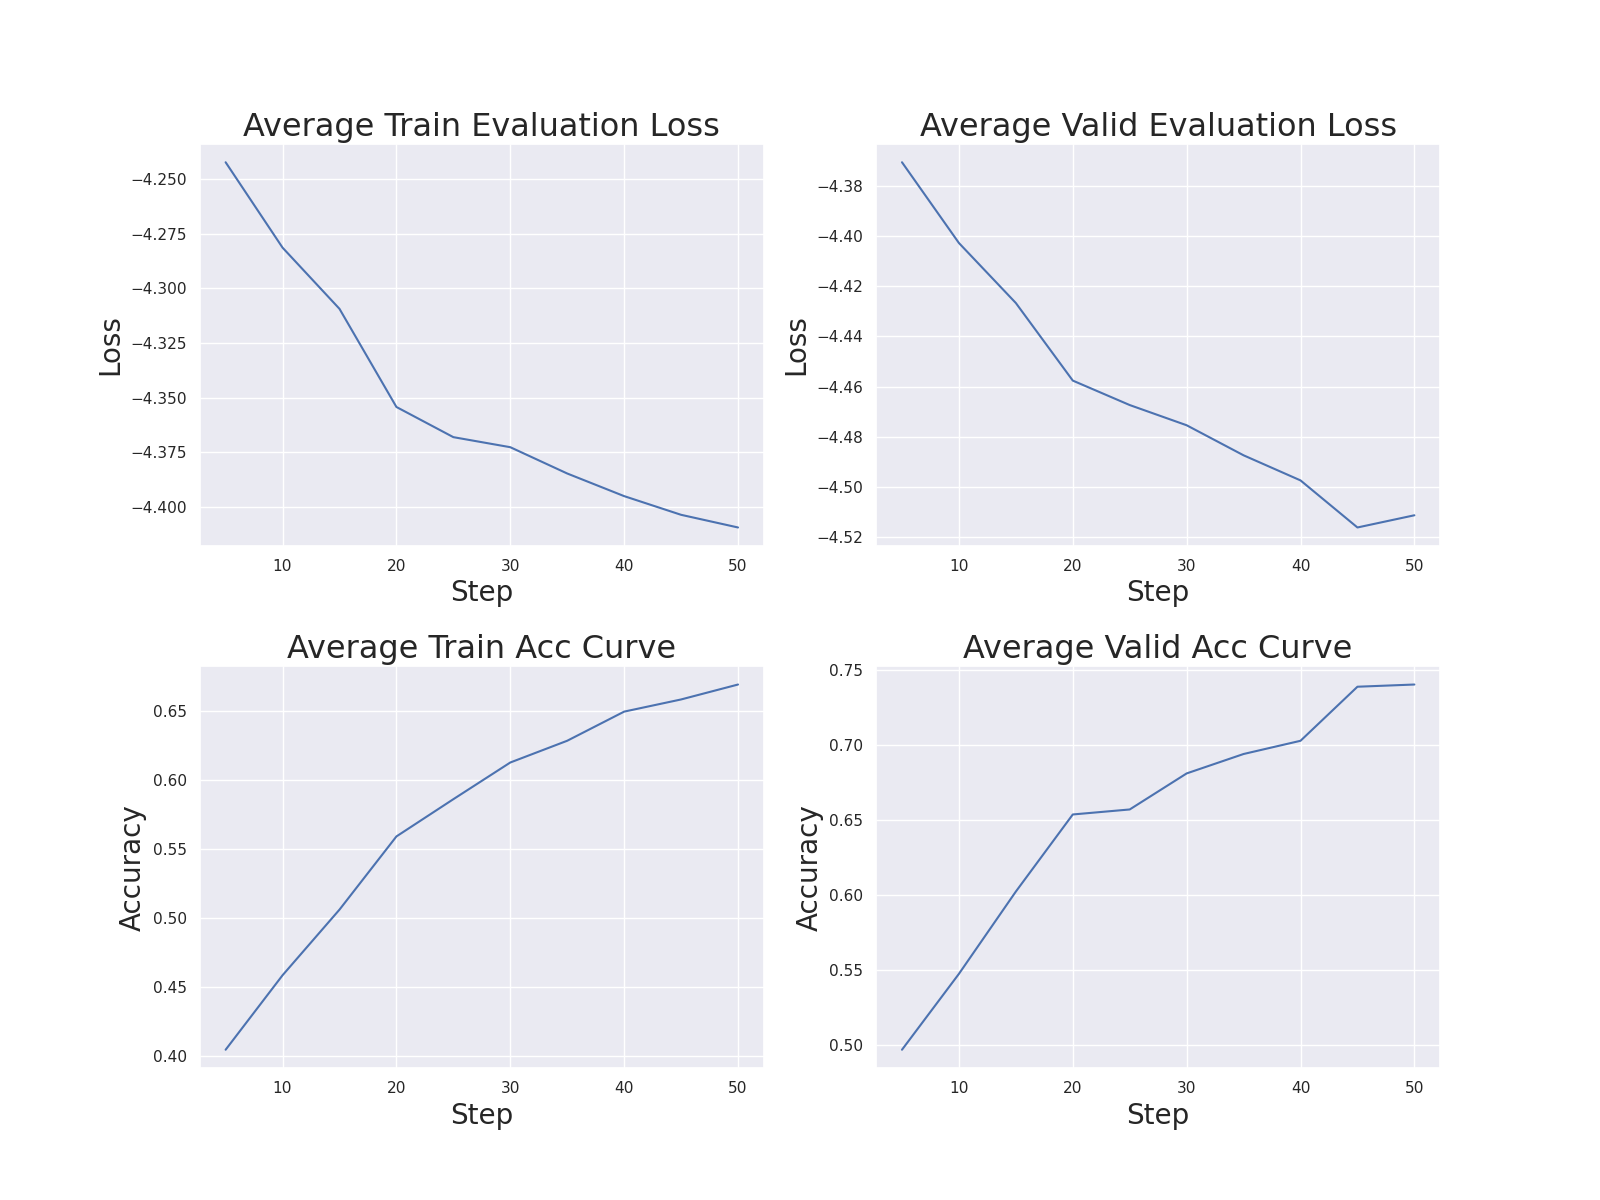 Average Train Evaluation Loss
−4.250
−4.275
−4.300
−4.325
−4.350
−4.375
−4.400
Loss
10 20 30 40 50
Step
Average Valid Evaluation Loss
−4.38
−4.40
−4.42
−4.44
−4.46
−4.48
−4.50
−4.52
Loss
10 20 30 40 50
Step
Average Train Acc Curve
0.65
0.60
0.55
0.50
0.45
0.40
Accuracy
10 20 30 40 50
Step
Average Valid Acc Curve
0.75
0.70
0.65
0.60
0.55
0.50
Accuracy
10 20 30 40 50
Step